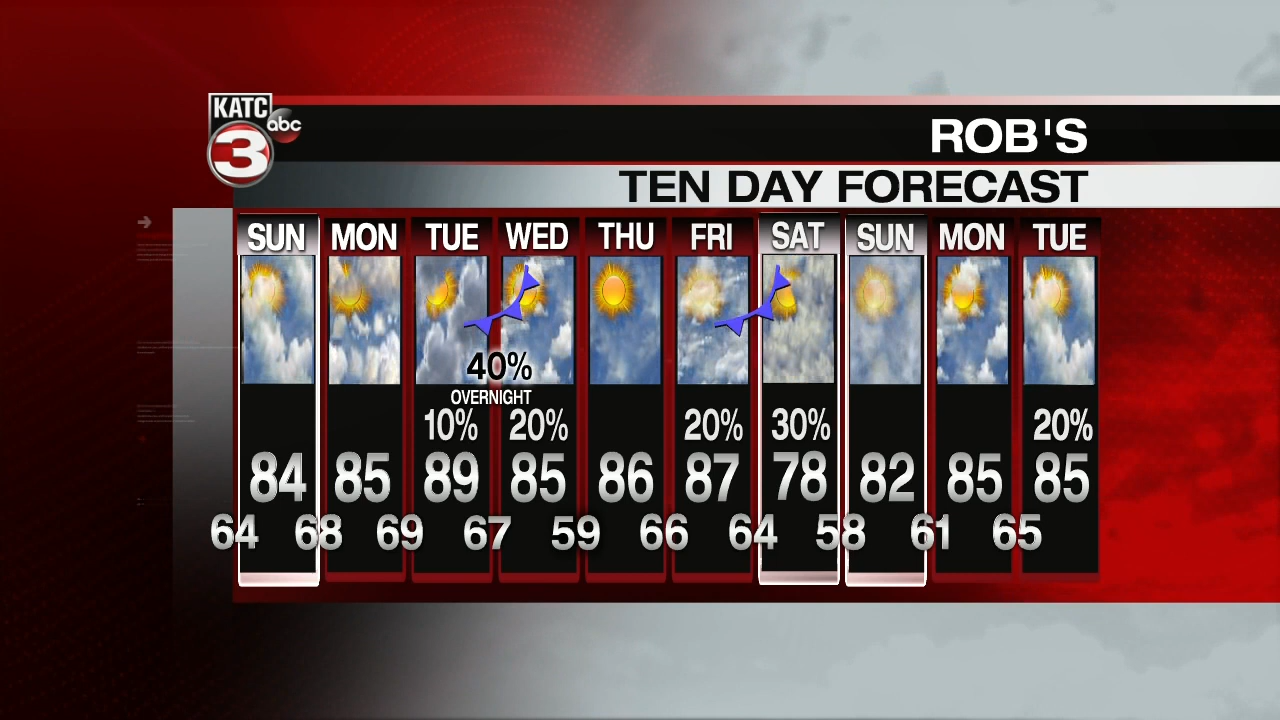 KATC
abc
3
ROB'S
TEN DAY FORECAST
SUN MON TUE WED THU FRI SAT SUN MON TUE
40%
OVERNIGHT
10% 20% 20% 30% 20%
84 85 89 85 86 87 78 82 85 85
64 68 69 67 59 66 64 58 61 65